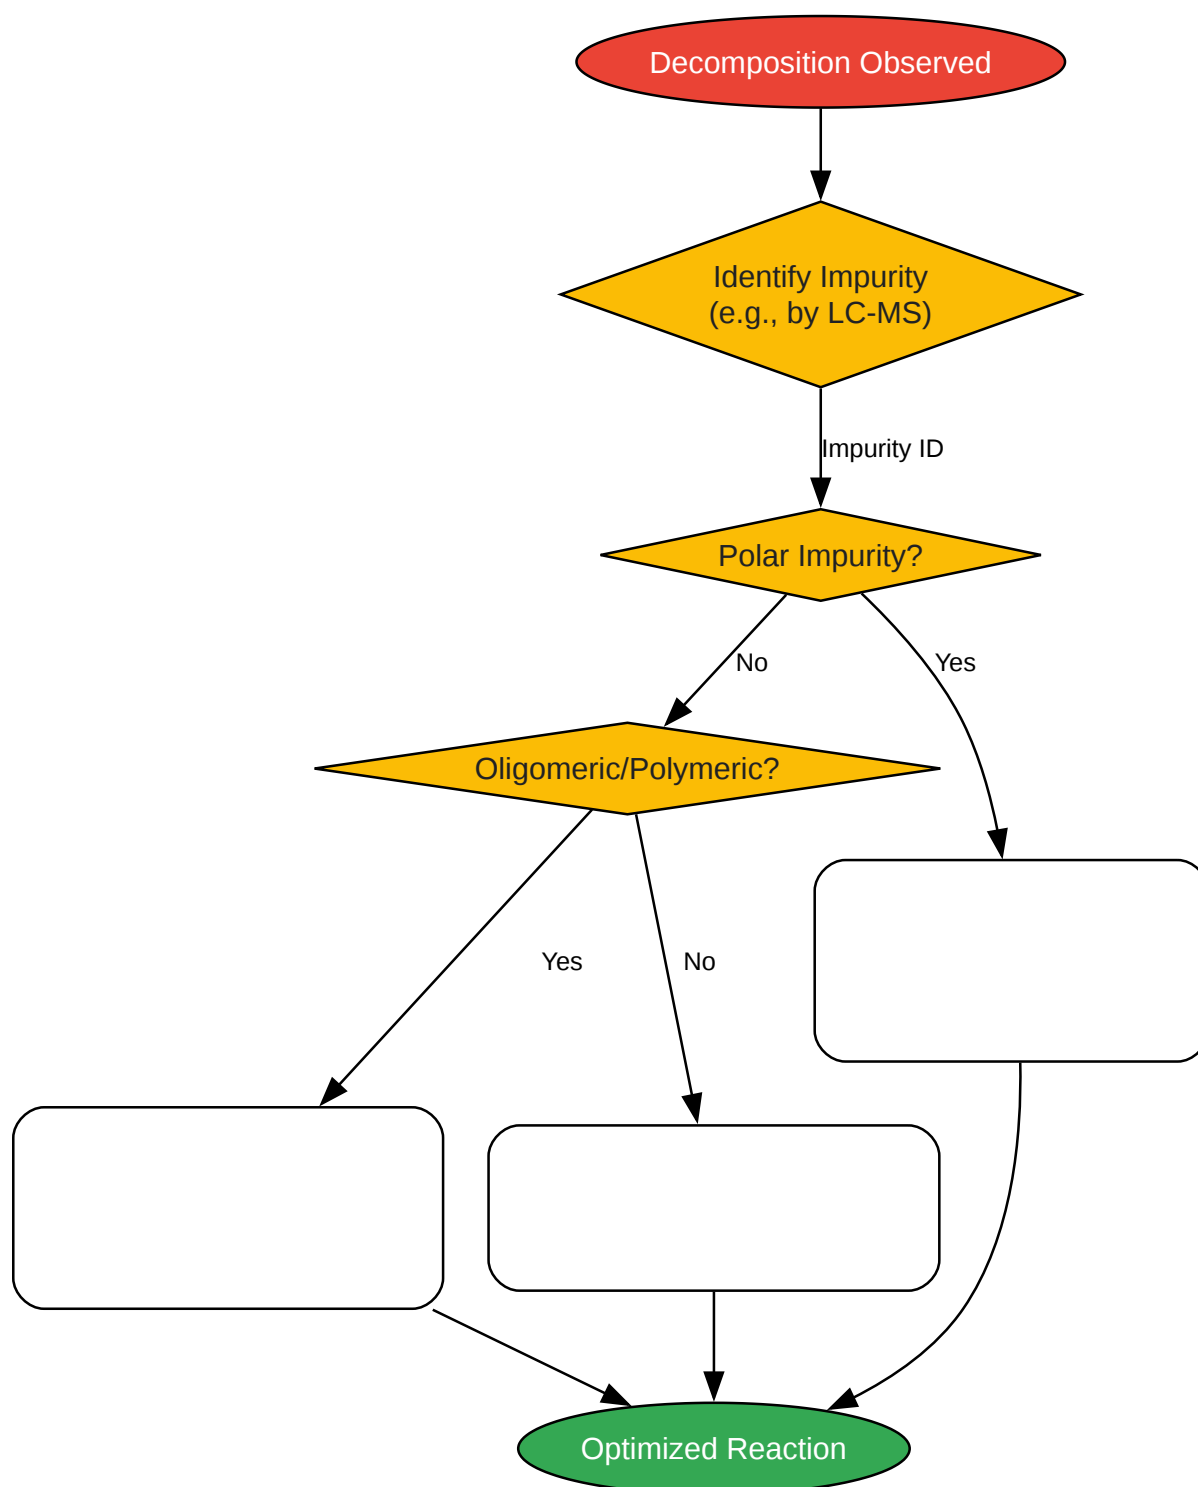 Decomposition Observed
Identify Impurity
(e.g., by LC-MS)
Impurity ID
Polar Impurity?
No
Yes
Oligomeric/Polymeric?
Yes
No
Optimized Reaction